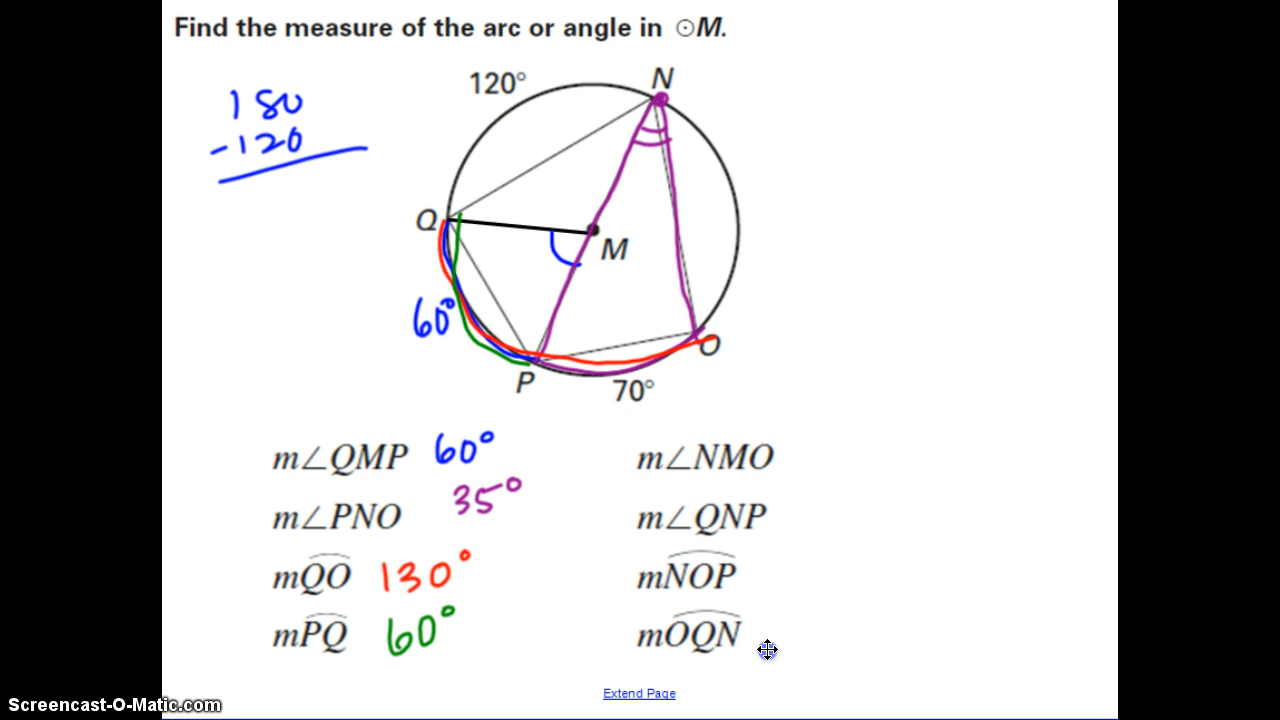 Find the measure of the arc or angle in ⊙M.
180
-120
120°
N
Q
M
60°
O
P
70°
m∠QMP 60°
m∠NMO
m∠PNO 35°
m∠QNP
mQO 130°
mNOP
mPQ 60°
mOQN
Extend Page
Screencast-O-Matic.com